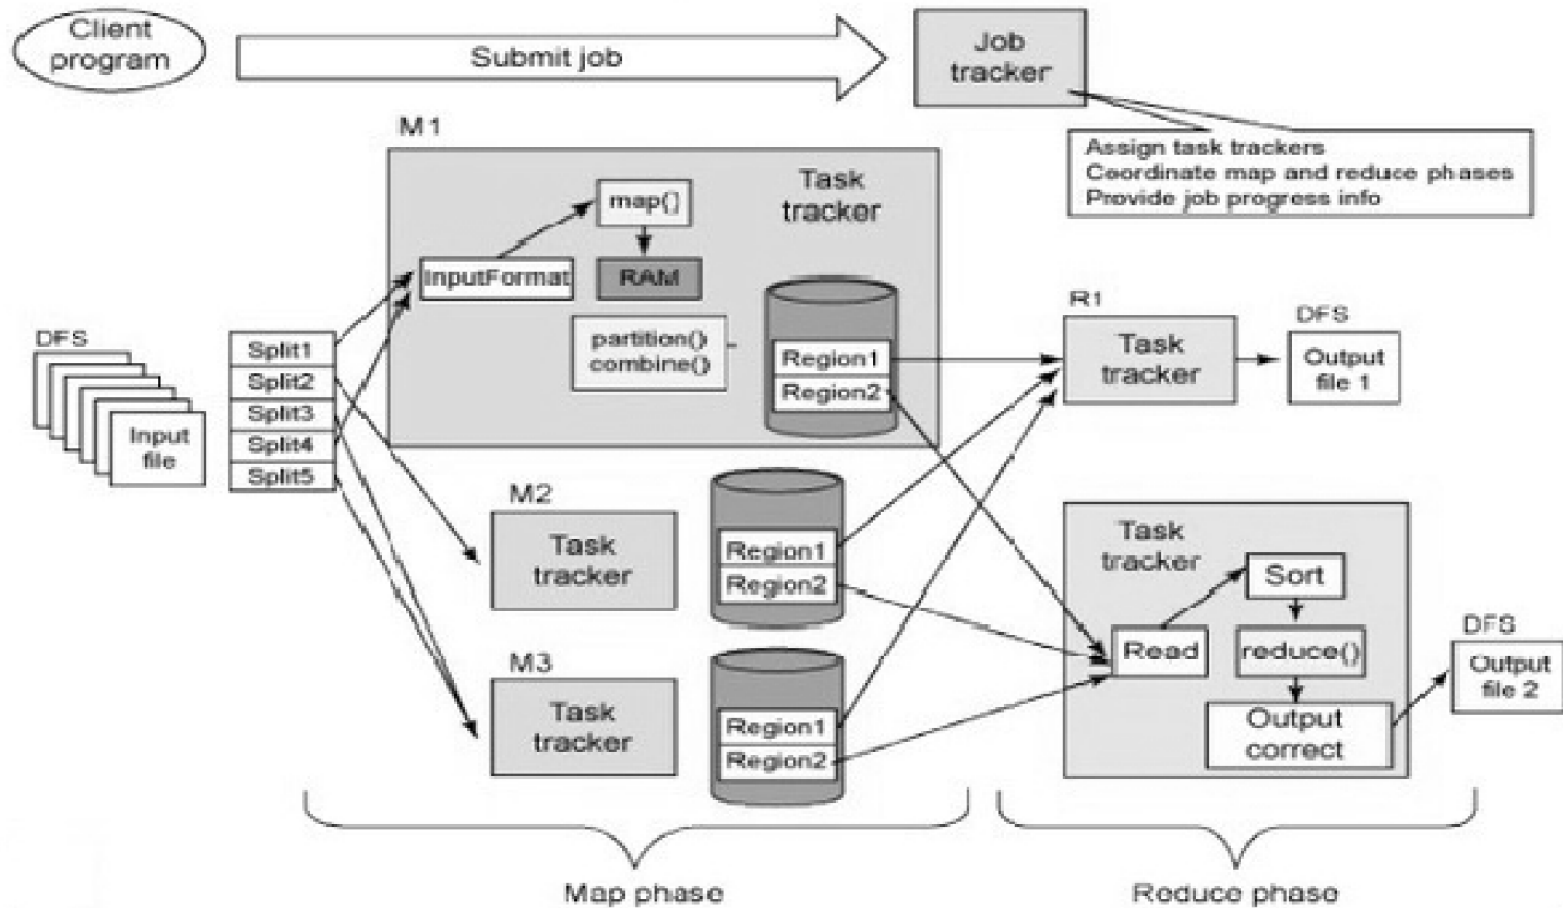 Client
program
Submit job
Job
tracker
Assign task trackers
Coordinate map and reduce phases
Provide job progress info
M1
Task
tracker
map()
InputFormat
RAM
partition()
combine()
Region1
Region2
DFS
Input
file
Split1
Split2
Split3
Split4
Split5
M2
Task
tracker
Region1
Region2
M3
Task
tracker
Region1
Region2
R1
Task
tracker
DFS
Output
file 1
Task
tracker
Sort
Read
reduce()
Output
correct
DFS
Output
file 2
Map phase
Reduce phase